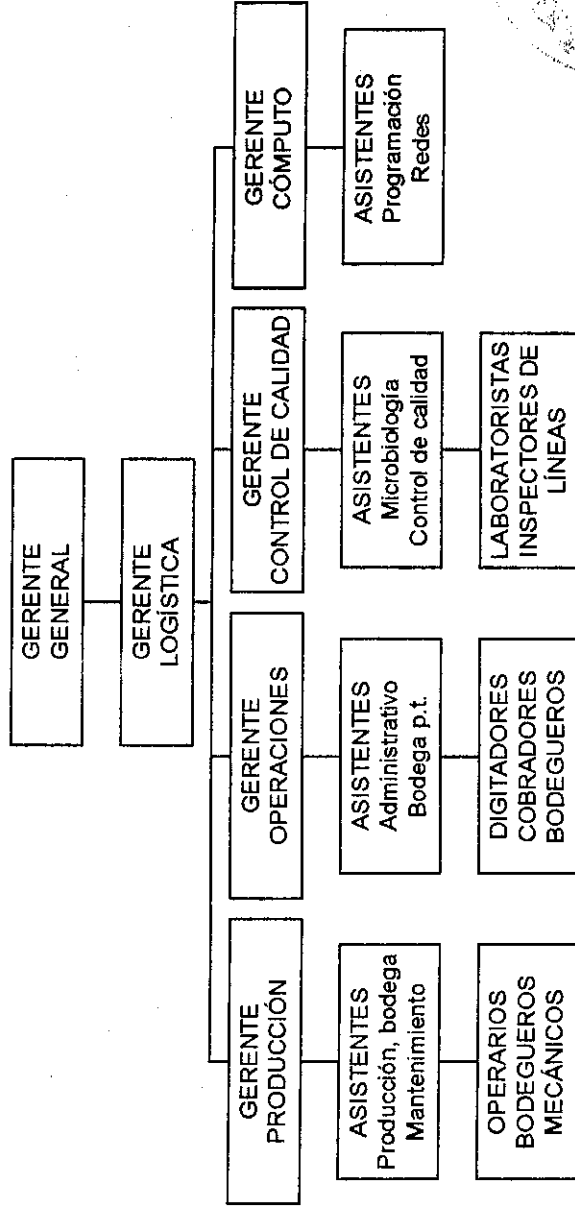 GERENTE
GENERAL
GERENTE
LOGÍSTICA
GERENTE
PRODUCCIÓN
GERENTE
OPERACIONES
GERENTE
CONTROL DE CALIDAD
GERENTE
CÓMPUTO
ASISTENTES
Producción, bodega
Mantenimiento
ASISTENTES
Administrativo
Bodega p.t.
ASISTENTES
Microbiología
Control de calidad
ASISTENTES
Programación
Redes
OPERARIOS
BODEGUEROS
MECÁNICOS
DIGITADORES
COBRADORES
BODEGUEROS
LABORATORISTAS
INSPECTORES DE
LÍNEAS